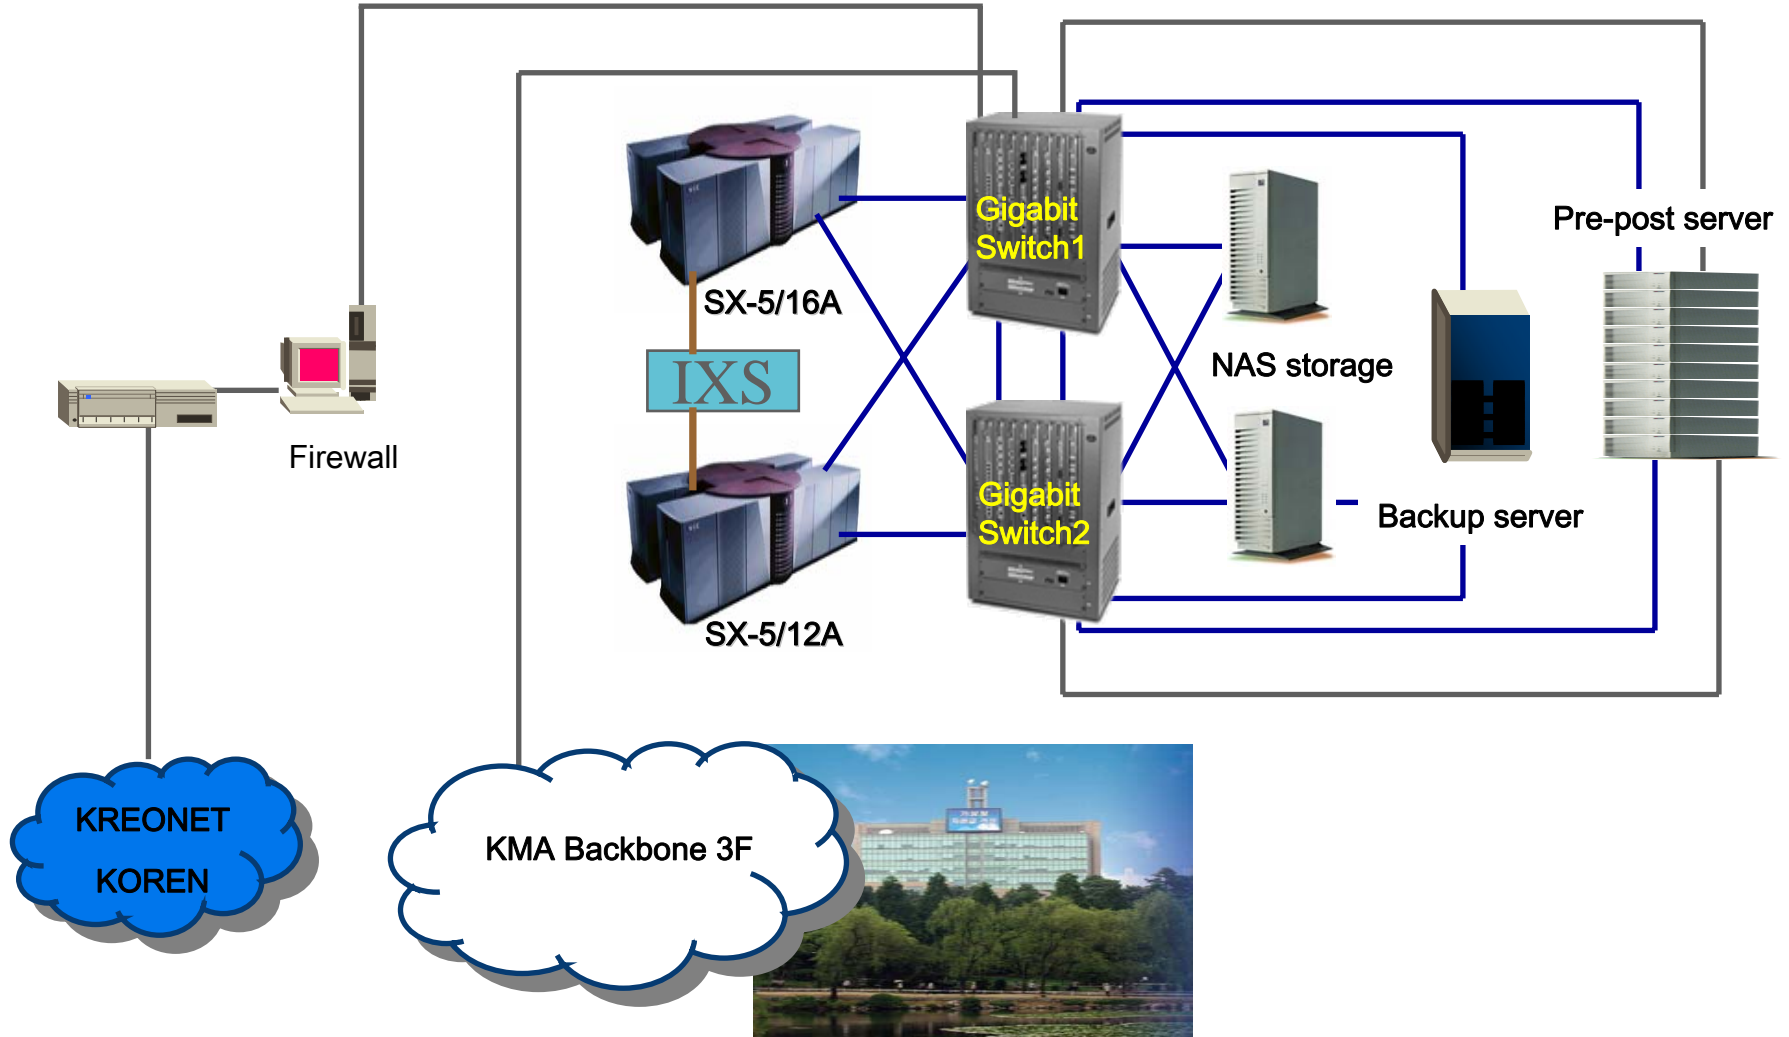 Gigabit
Switch1
Pre-post server
SX-5/16A
IXS
NAS storage
Firewall
Gigabit
Switch2
Backup server
SX-5/12A
KREONET
KOREN
KMA Backbone 3F